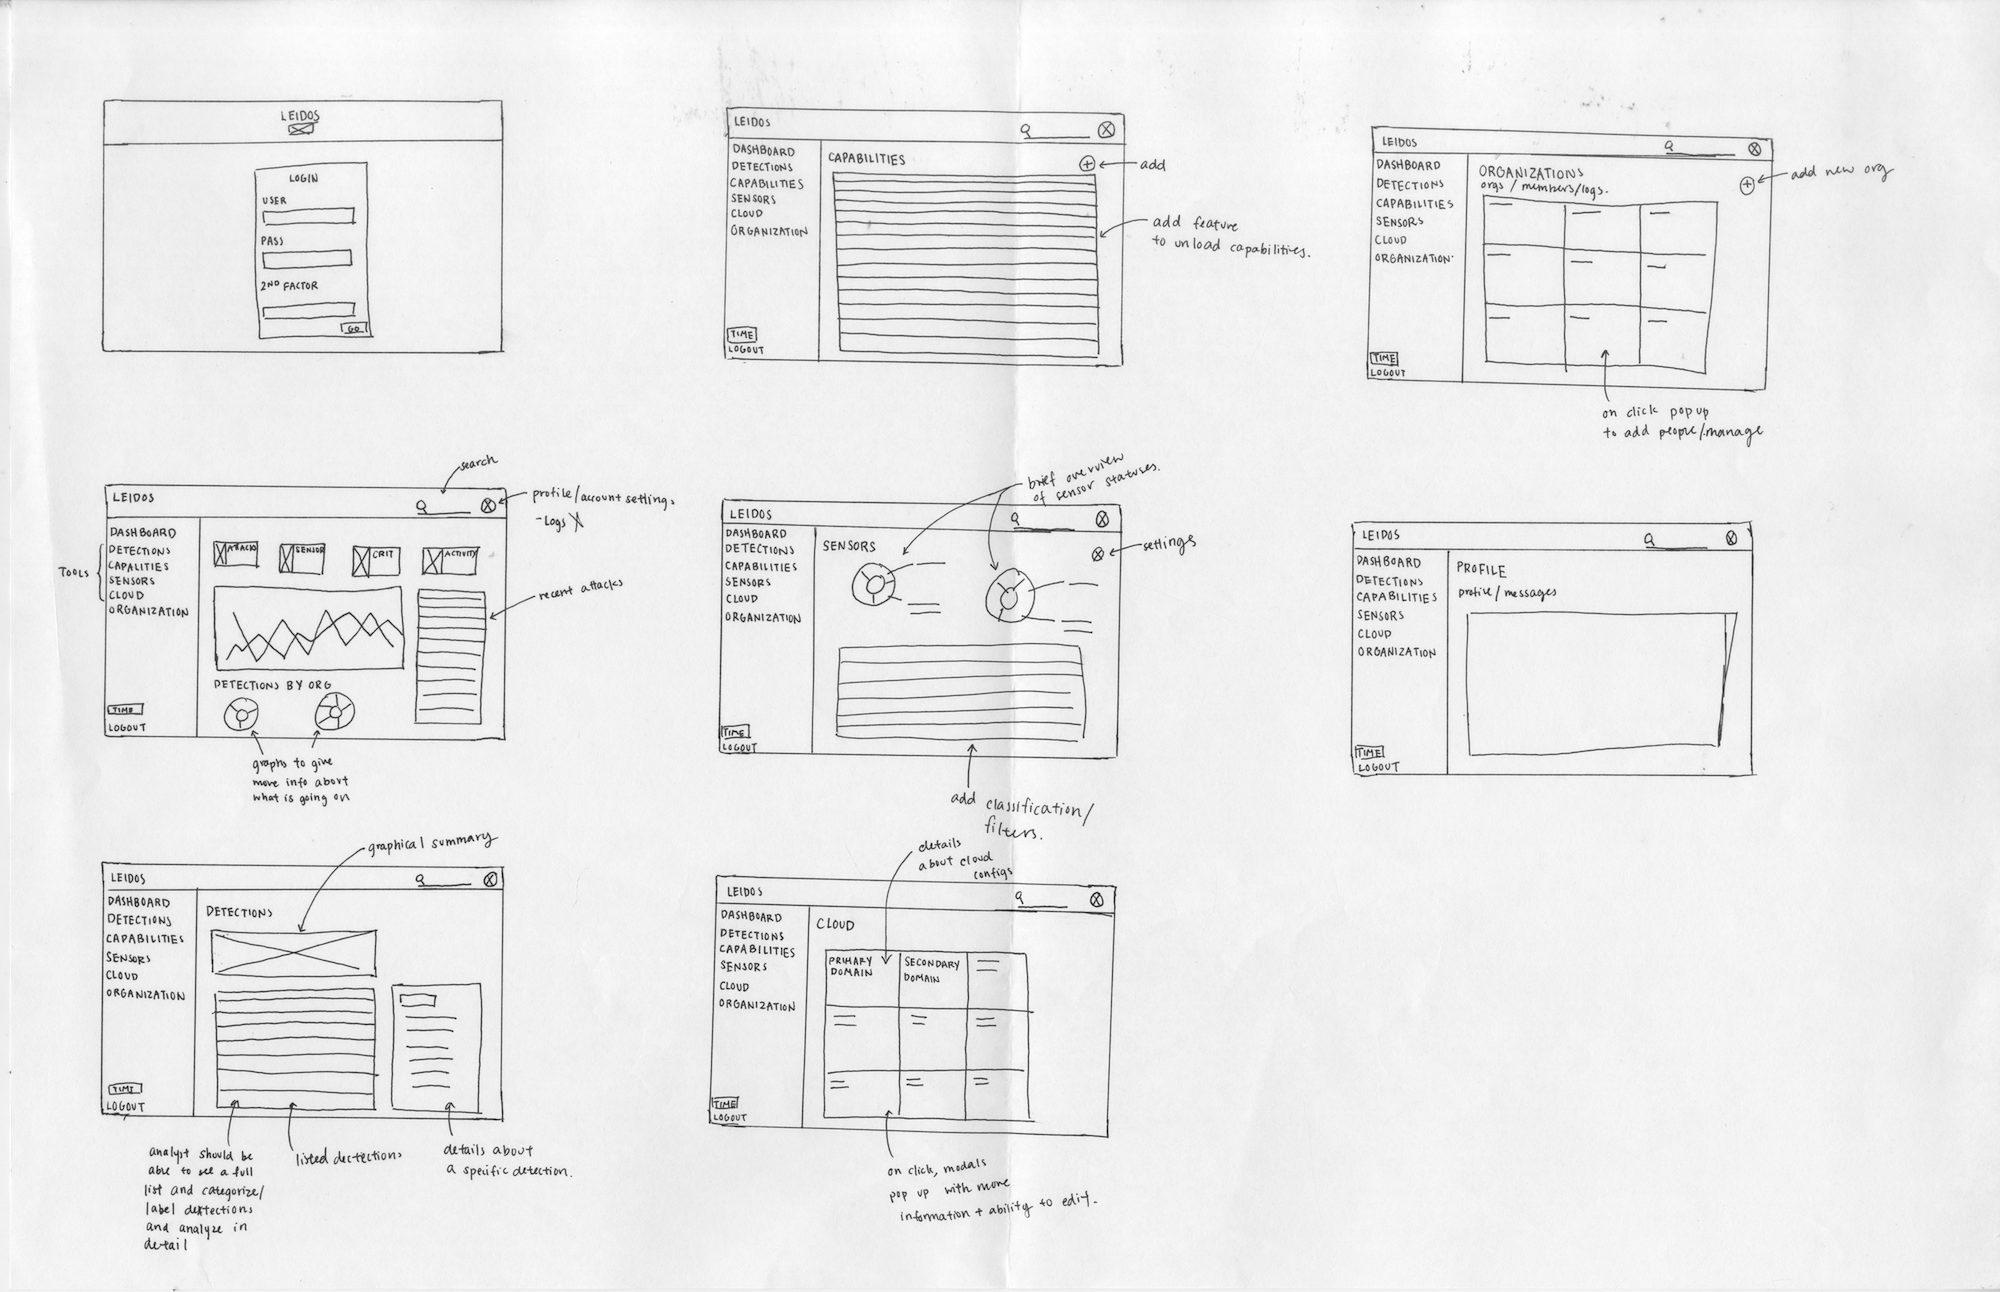 LEIDOS
LOGIN
USER
PASS
2ND FACTOR
GO
LEIDOS
DASHBOARD
DETECTIONS
CAPABILITIES
SENSORS
CLOUD
ORGANIZATION
TIME
LOGOUT
CAPABILITIES
add
add feature
to unload capabilities.
LEIDOS
DASHBOARD
DETECTIONS
CAPABILITIES
SENSORS
CLOUD
ORGANIZATION
TIME
LOGOUT
ORGANIZATIONS
orgs / members/logs.
add new org
on click pop up
to add people/manage
search
profile/account settings
- Logs
LEIDOS
TOOLS
DASHBOARD
DETECTIONS
CAPALITIES
SENSORS
CLOUD
ORGANIZATION
TIME
LOGOUT
ATTACKS
SENSOR
CRIT
ACTIVITY
recent attacks
DETECTIONS BY ORG
graphs to give
more info about
what is going on
brief overview
of sensor statuses.
LEIDOS
DASHBOARD
DETECTIONS
CAPABILITIES
SENSORS
CLOUD
ORGANIZATION
TIME
LOGOUT
SENSORS
settings
add classification/
filters.
LEIDOS
DASHBOARD
DETECTIONS
CAPABILITIES
SENSORS
CLOUD
ORGANIZATION
TIME
LOGOUT
PROFILE
profile/messages
graphical summary
LEIDOS
DASHBOARD
DETECTIONS
CAPABILITIES
SENSORS
CLOUD
ORGANIZATION
TIME
LOGOUT
DETECTIONS
analyst should be
able to see a full
list and categorize/
label detections
and analyze in
detail
listed dectections
details about
a specific detection.
details
about cloud
configs
LEIDOS
DASHBOARD
DETECTIONS
CAPABILITIES
SENSORS
CLOUD
ORGANIZATION
TIME
LOGOUT
CLOUD
PRIMARY
DOMAIN
SECONDARY
DOMAIN
on click, modals
pop up with more
information + ability to edit.